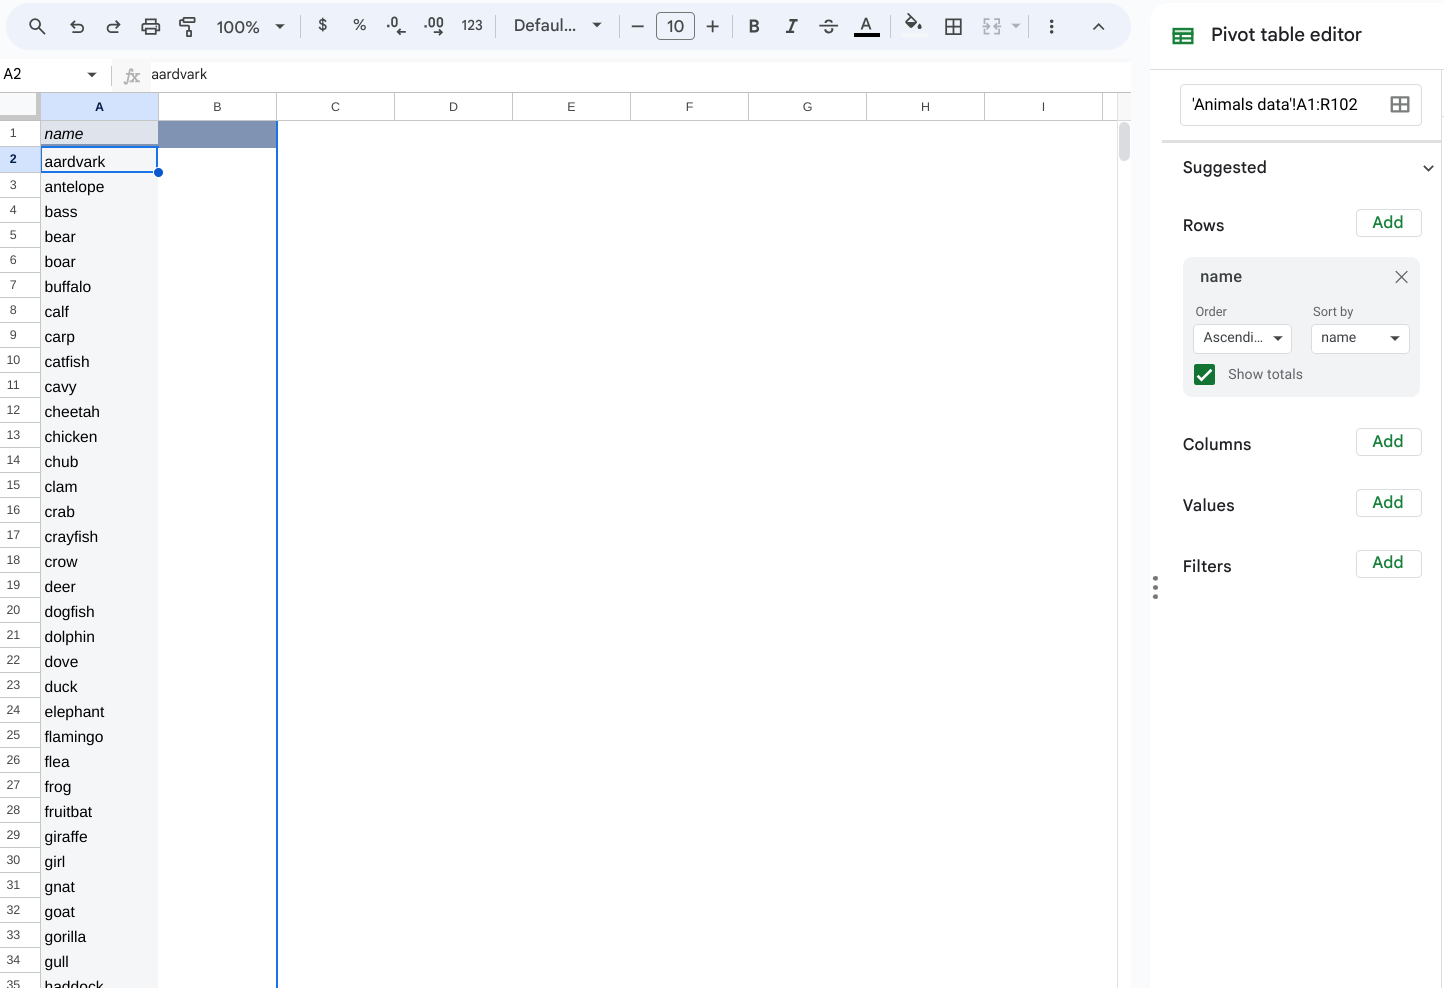 100% $ % .0 .00 123 Defaul... 10 B I A
Pivot table editor
A2 fx aardvark
'Animals data'!A1:R102
A B C D E F G H I
1 name
2 aardvark
3 antelope
4 bass
5 bear
6 boar
7 buffalo
8 calf
9 carp
10 catfish
11 cavy
12 cheetah
13 chicken
14 chub
15 clam
16 crab
17 crayfish
18 crow
19 deer
20 dogfish
21 dolphin
22 dove
23 duck
24 elephant
25 flamingo
26 flea
27 frog
28 fruitbat
29 giraffe
30 girl
31 gnat
32 goat
33 gorilla
34 gull
35 haddock
Suggested
Rows Add
name
Order Sort by
Ascendi... name
Show totals
Columns Add
Values Add
Filters Add